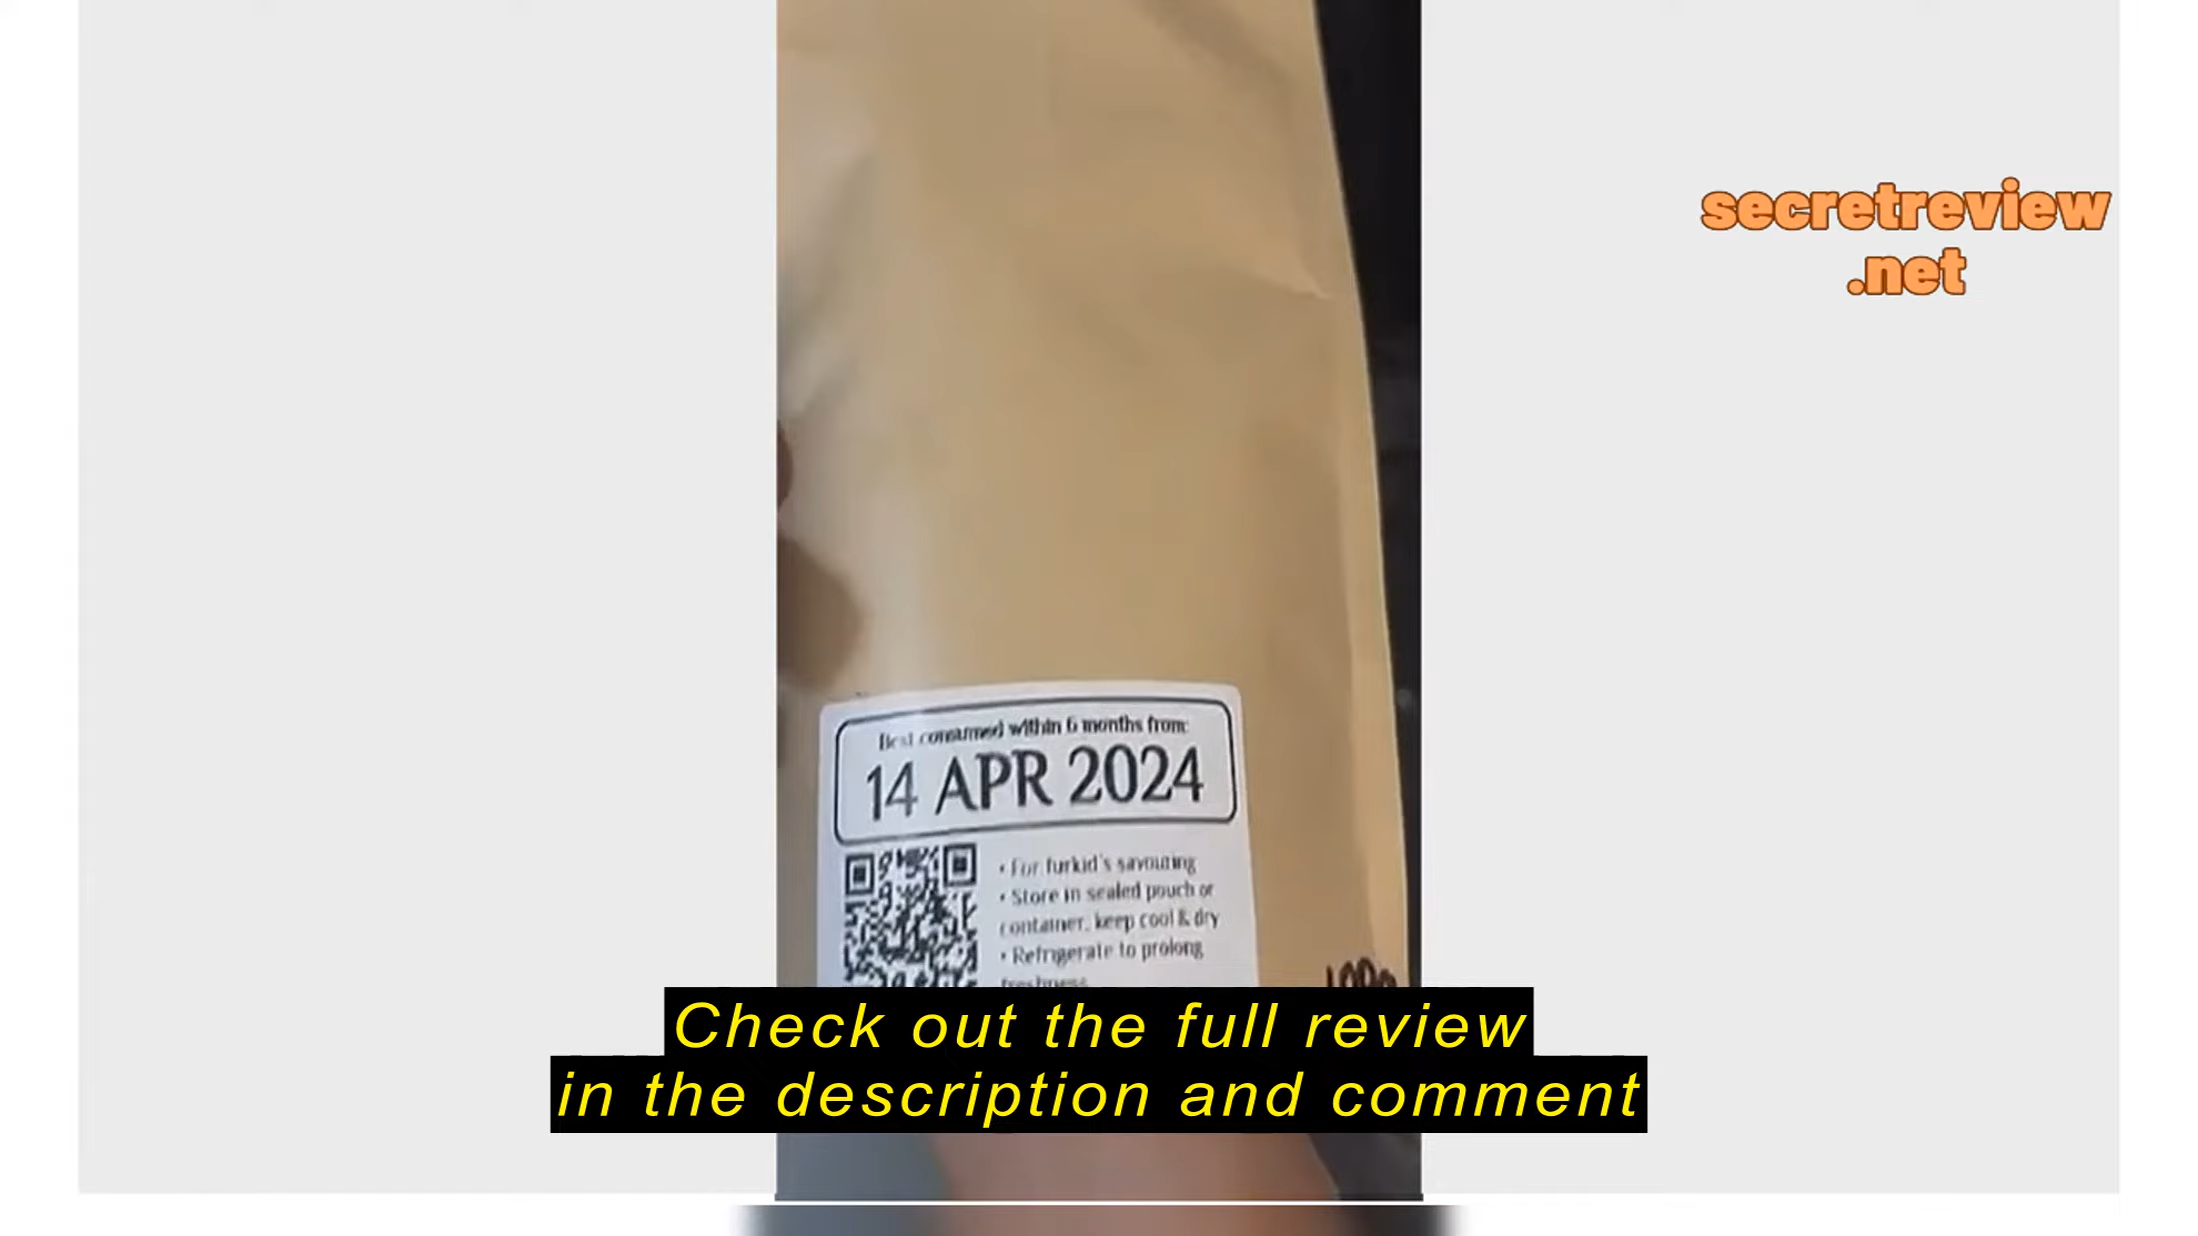 secretreview
.net
Best consumed within 6 months from:
14 APR 2024
• For furkid's savouring
• Store in sealed pouch or
container, keep cool & dry
• Refrigerate to prolong
freshness
Check out the full review
in the description and comment